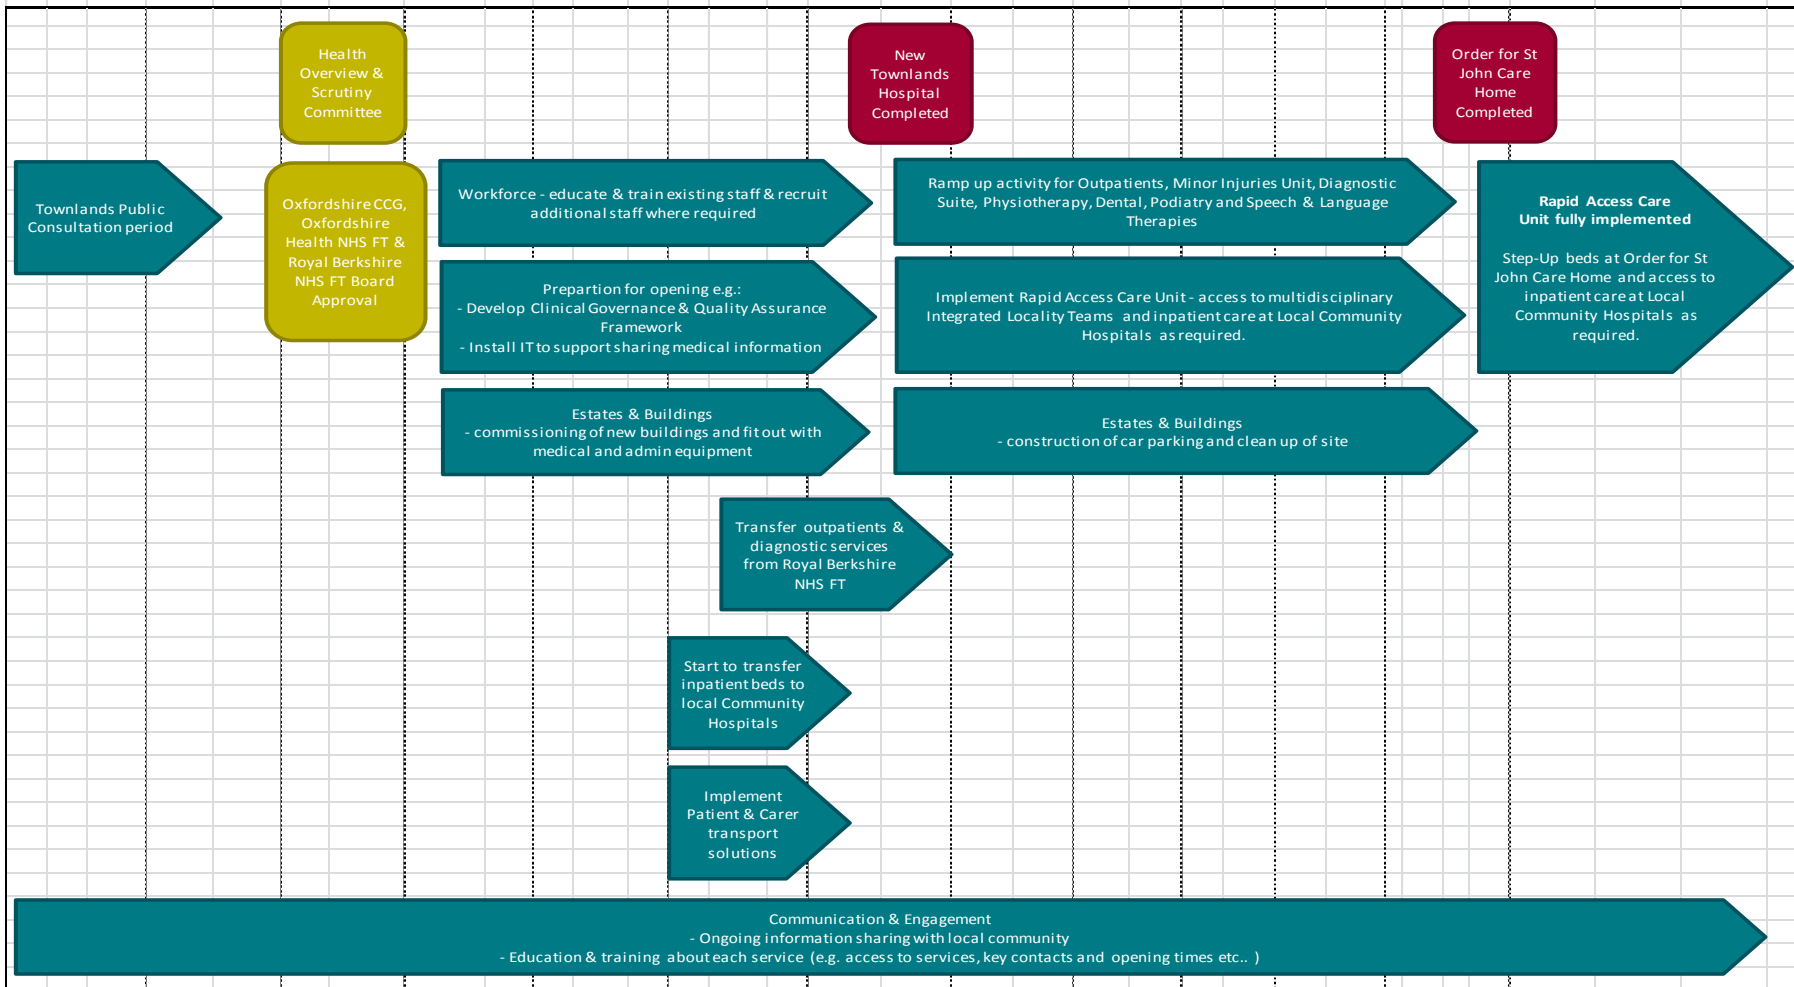 Health
Overview &
Scrutiny
Committee
New
Townlands
Hospital
Completed
Order for St
John Care
Home
Completed
Townlands Public
Consultation period
Oxfordshire CCG,
Oxfordshire
Health NHS FT &
Royal Berkshire
NHS FT Board
Approval
Workforce - educate & train existing staff & recruit
additional staff where required
Ramp up activity for Outpatients, Minor Injuries Unit, Diagnostic
Suite, Physiotherapy, Dental, Podiatry and Speech & Language
Therapies
Rapid Access Care
Unit fully implemented
Step-Up beds at Order for St
John Care Home and access to
inpatient care at Local
Community Hospitals as
required.
Prepartion for opening e.g.:
- Develop Clinical Governance & Quality Assurance
Framework
- Install IT to support sharing medical information
Implement Rapid Access Care Unit - access to multidisciplinary
Integrated Locality Teams and inpatient care at Local Community
Hospitals as required.
Estates & Buildings
- commissioning of new buildings and fit out with
medical and admin equipment
Estates & Buildings
- construction of car parking and clean up of site
Transfer outpatients &
diagnostic services
from Royal Berkshire
NHS FT
Start to transfer
inpatient beds to
local Community
Hospitals
Implement
Patient & Carer
transport
solutions
Communication & Engagement
- Ongoing information sharing with local community
- Education & training about each service (e.g. access to services, key contacts and opening times etc.. )